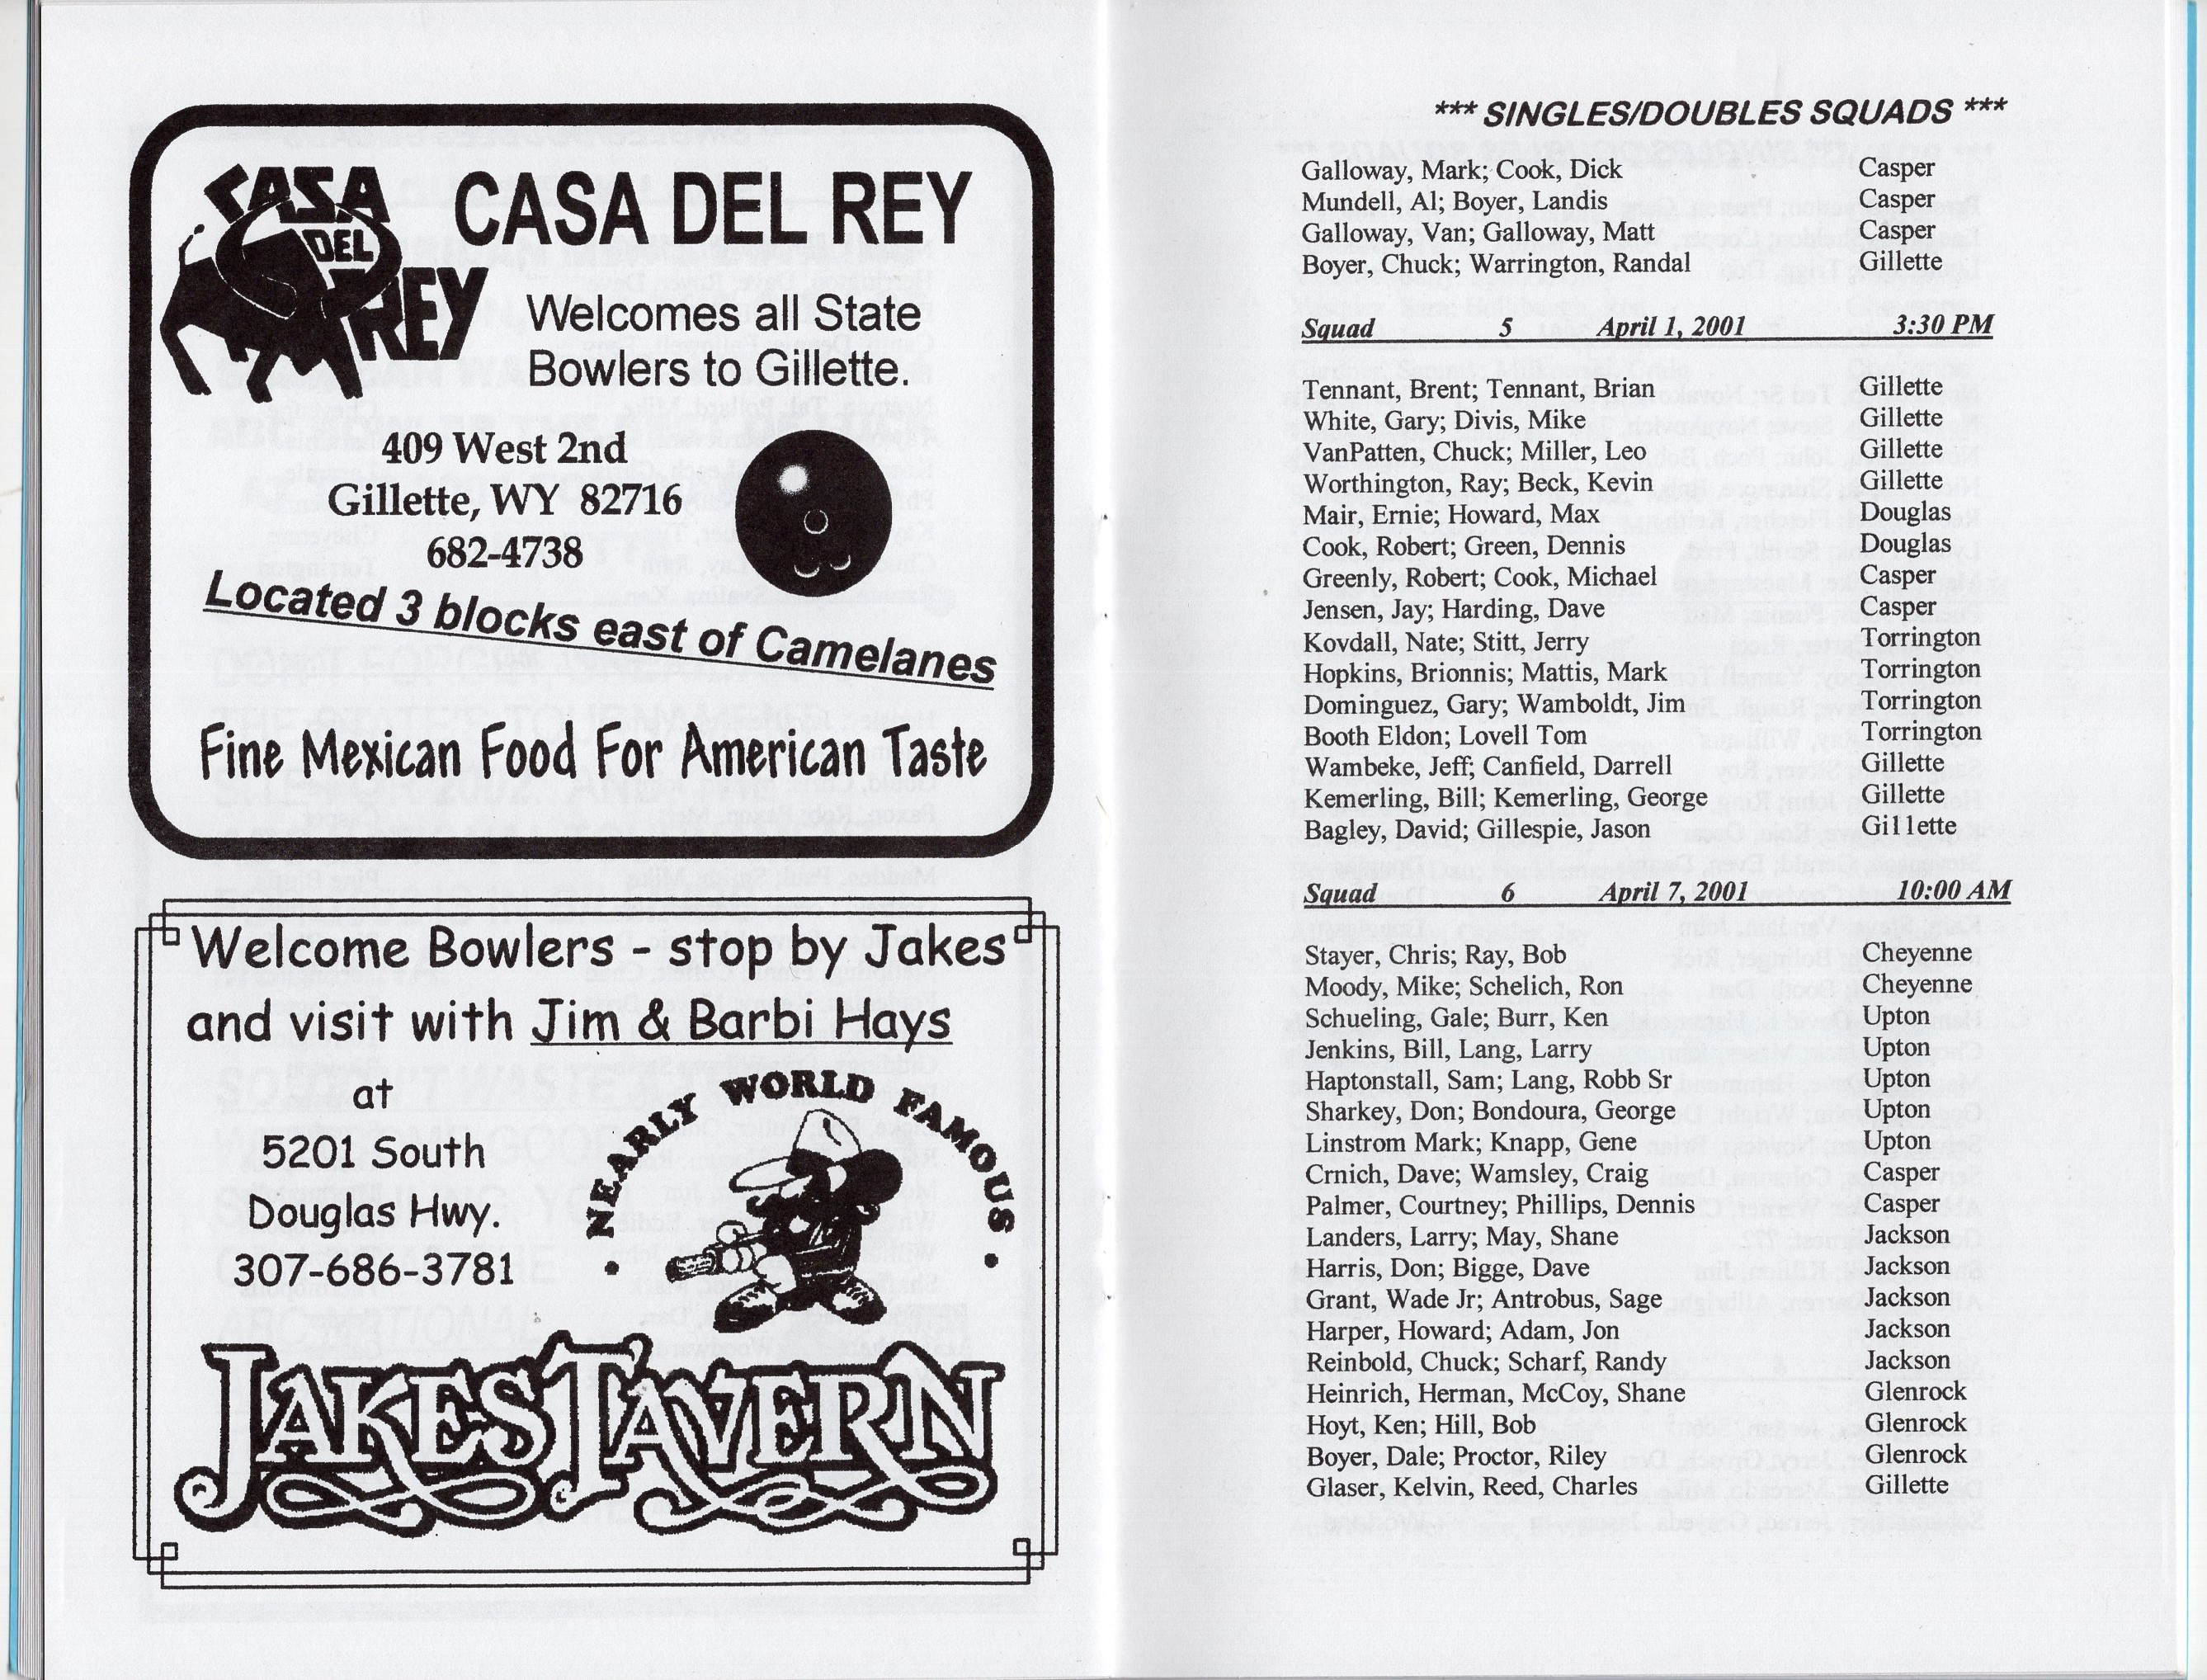 CASA
DEL
REY
CASA DEL REY
Welcomes all State
Bowlers to Gillette.
409 West 2nd
Gillette, WY 82716
682-4738
Located 3 blocks east of Camelanes
Fine Mexican Food For American Taste
Welcome Bowlers - stop by Jakes
and visit with Jim & Barbi Hays
at
5201 South
Douglas Hwy.
307-686-3781
• NEARLY WORLD FAMOUS •
JAKES TAVERN
*** SINGLES/DOUBLES SQUADS ***
Galloway, Mark; Cook, Dick Casper
Mundell, Al; Boyer, Landis Casper
Galloway, Van; Galloway, Matt Casper
Boyer, Chuck; Warrington, Randal Gillette
Squad 5 April 1, 2001 3:30 PM
Tennant, Brent; Tennant, Brian Gillette
White, Gary; Divis, Mike Gillette
VanPatten, Chuck; Miller, Leo Gillette
Worthington, Ray; Beck, Kevin Gillette
Mair, Ernie; Howard, Max Douglas
Cook, Robert; Green, Dennis Douglas
Greenly, Robert; Cook, Michael Casper
Jensen, Jay; Harding, Dave Casper
Kovdall, Nate; Stitt, Jerry Torrington
Hopkins, Brionnis; Mattis, Mark Torrington
Dominguez, Gary; Wamboldt, Jim Torrington
Booth Eldon; Lovell Tom Torrington
Wambeke, Jeff; Canfield, Darrell Gillette
Kemerling, Bill; Kemerling, George Gillette
Bagley, David; Gillespie, Jason Gillette
Squad 6 April 7, 2001 10:00 AM
Stayer, Chris; Ray, Bob Cheyenne
Moody, Mike; Schelich, Ron Cheyenne
Schueling, Gale; Burr, Ken Upton
Jenkins, Bill, Lang, Larry Upton
Haptonstall, Sam; Lang, Robb Sr Upton
Sharkey, Don; Bondoura, George Upton
Linstrom Mark; Knapp, Gene Upton
Crnich, Dave; Wamsley, Craig Casper
Palmer, Courtney; Phillips, Dennis Casper
Landers, Larry; May, Shane Jackson
Harris, Don; Bigge, Dave Jackson
Grant, Wade Jr; Antrobus, Sage Jackson
Harper, Howard; Adam, Jon Jackson
Reinbold, Chuck; Scharf, Randy Jackson
Heinrich, Herman, McCoy, Shane Glenrock
Hoyt, Ken; Hill, Bob Glenrock
Boyer, Dale; Proctor, Riley Glenrock
Glaser, Kelvin, Reed, Charles Gillette